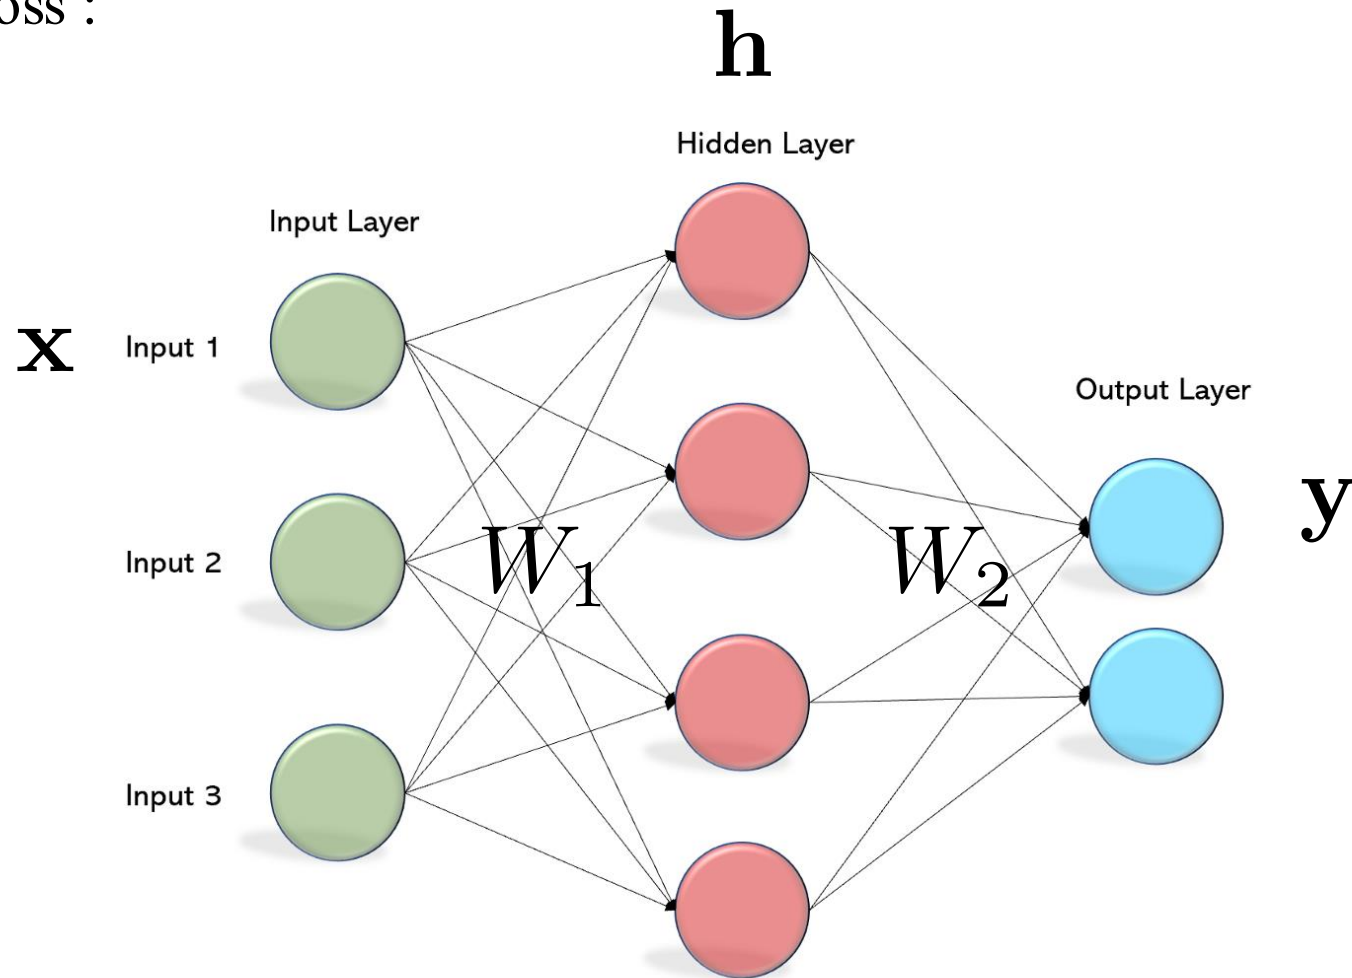 oss :
h
Hidden Layer
Input Layer
x
Input 1
Output Layer
y
Input 2
W₁
W₂
Input 3